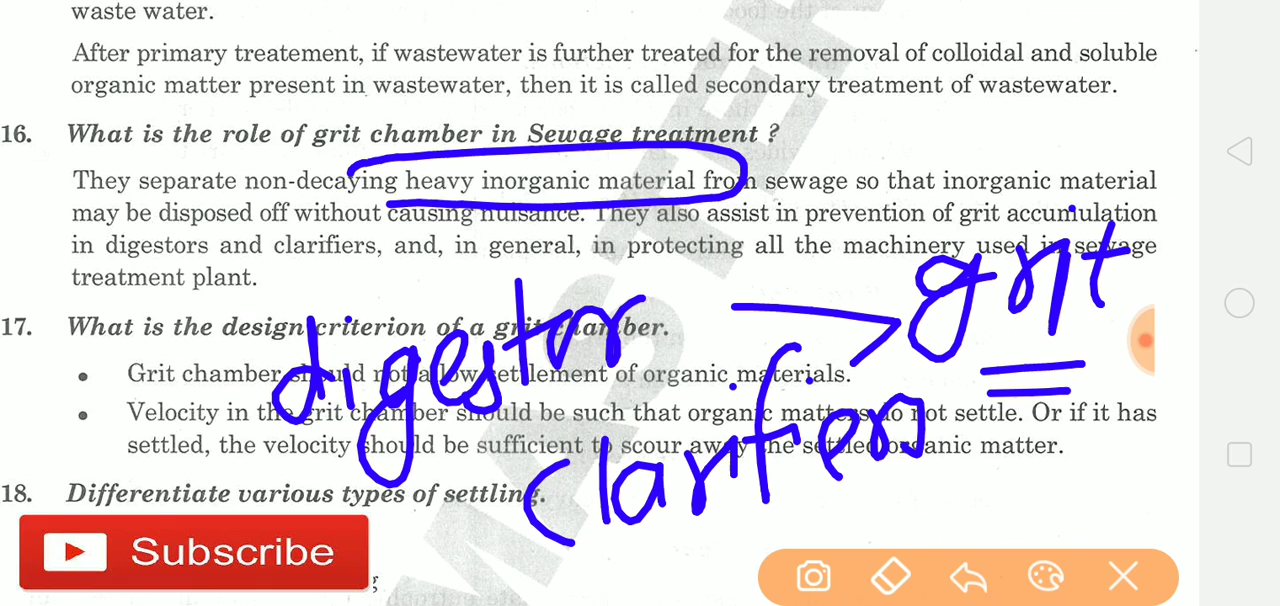 waste water.
After primary treatement, if wastewater is further treated for the removal of colloidal and soluble
organic matter present in wastewater, then it is called secondary treatment of wastewater.
16. What is the role of grit chamber in Sewage treatment ?
They separate non-decaying heavy inorganic material from sewage so that inorganic material
may be disposed off without causing nuisance. They also assist in prevention of grit accumulation
in digestors and clarifiers, and, in general, in protecting all the machinery used in sewage
treatment plant.
grit
17. What is the design criterion of a grit chamber.
digestor
• Grit chamber should not allow settlement of organic materials.
• Velocity in the grit chamber should be such that organic matters do not settle. Or if it has
settled, the velocity should be sufficient to scour away the settled organic matter.
clarifiers
18. Differentiate various types of settling.
Subscribe
MASTER